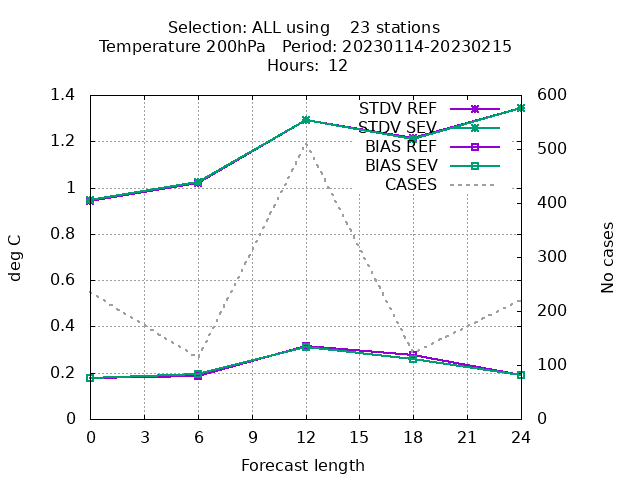 Selection: ALL using    23 stations
Temperature 200hPa   Period: 20230114-20230215
Hours: 12
1.4
1.2
1
0.8
0.6
0.4
0.2
0
deg C
600
500
400
300
200
100
0
No cases
STDV REF
STDV SEV
BIAS REF
BIAS SEV
CASES
0 3 6 9 12 15 18 21 24
Forecast length